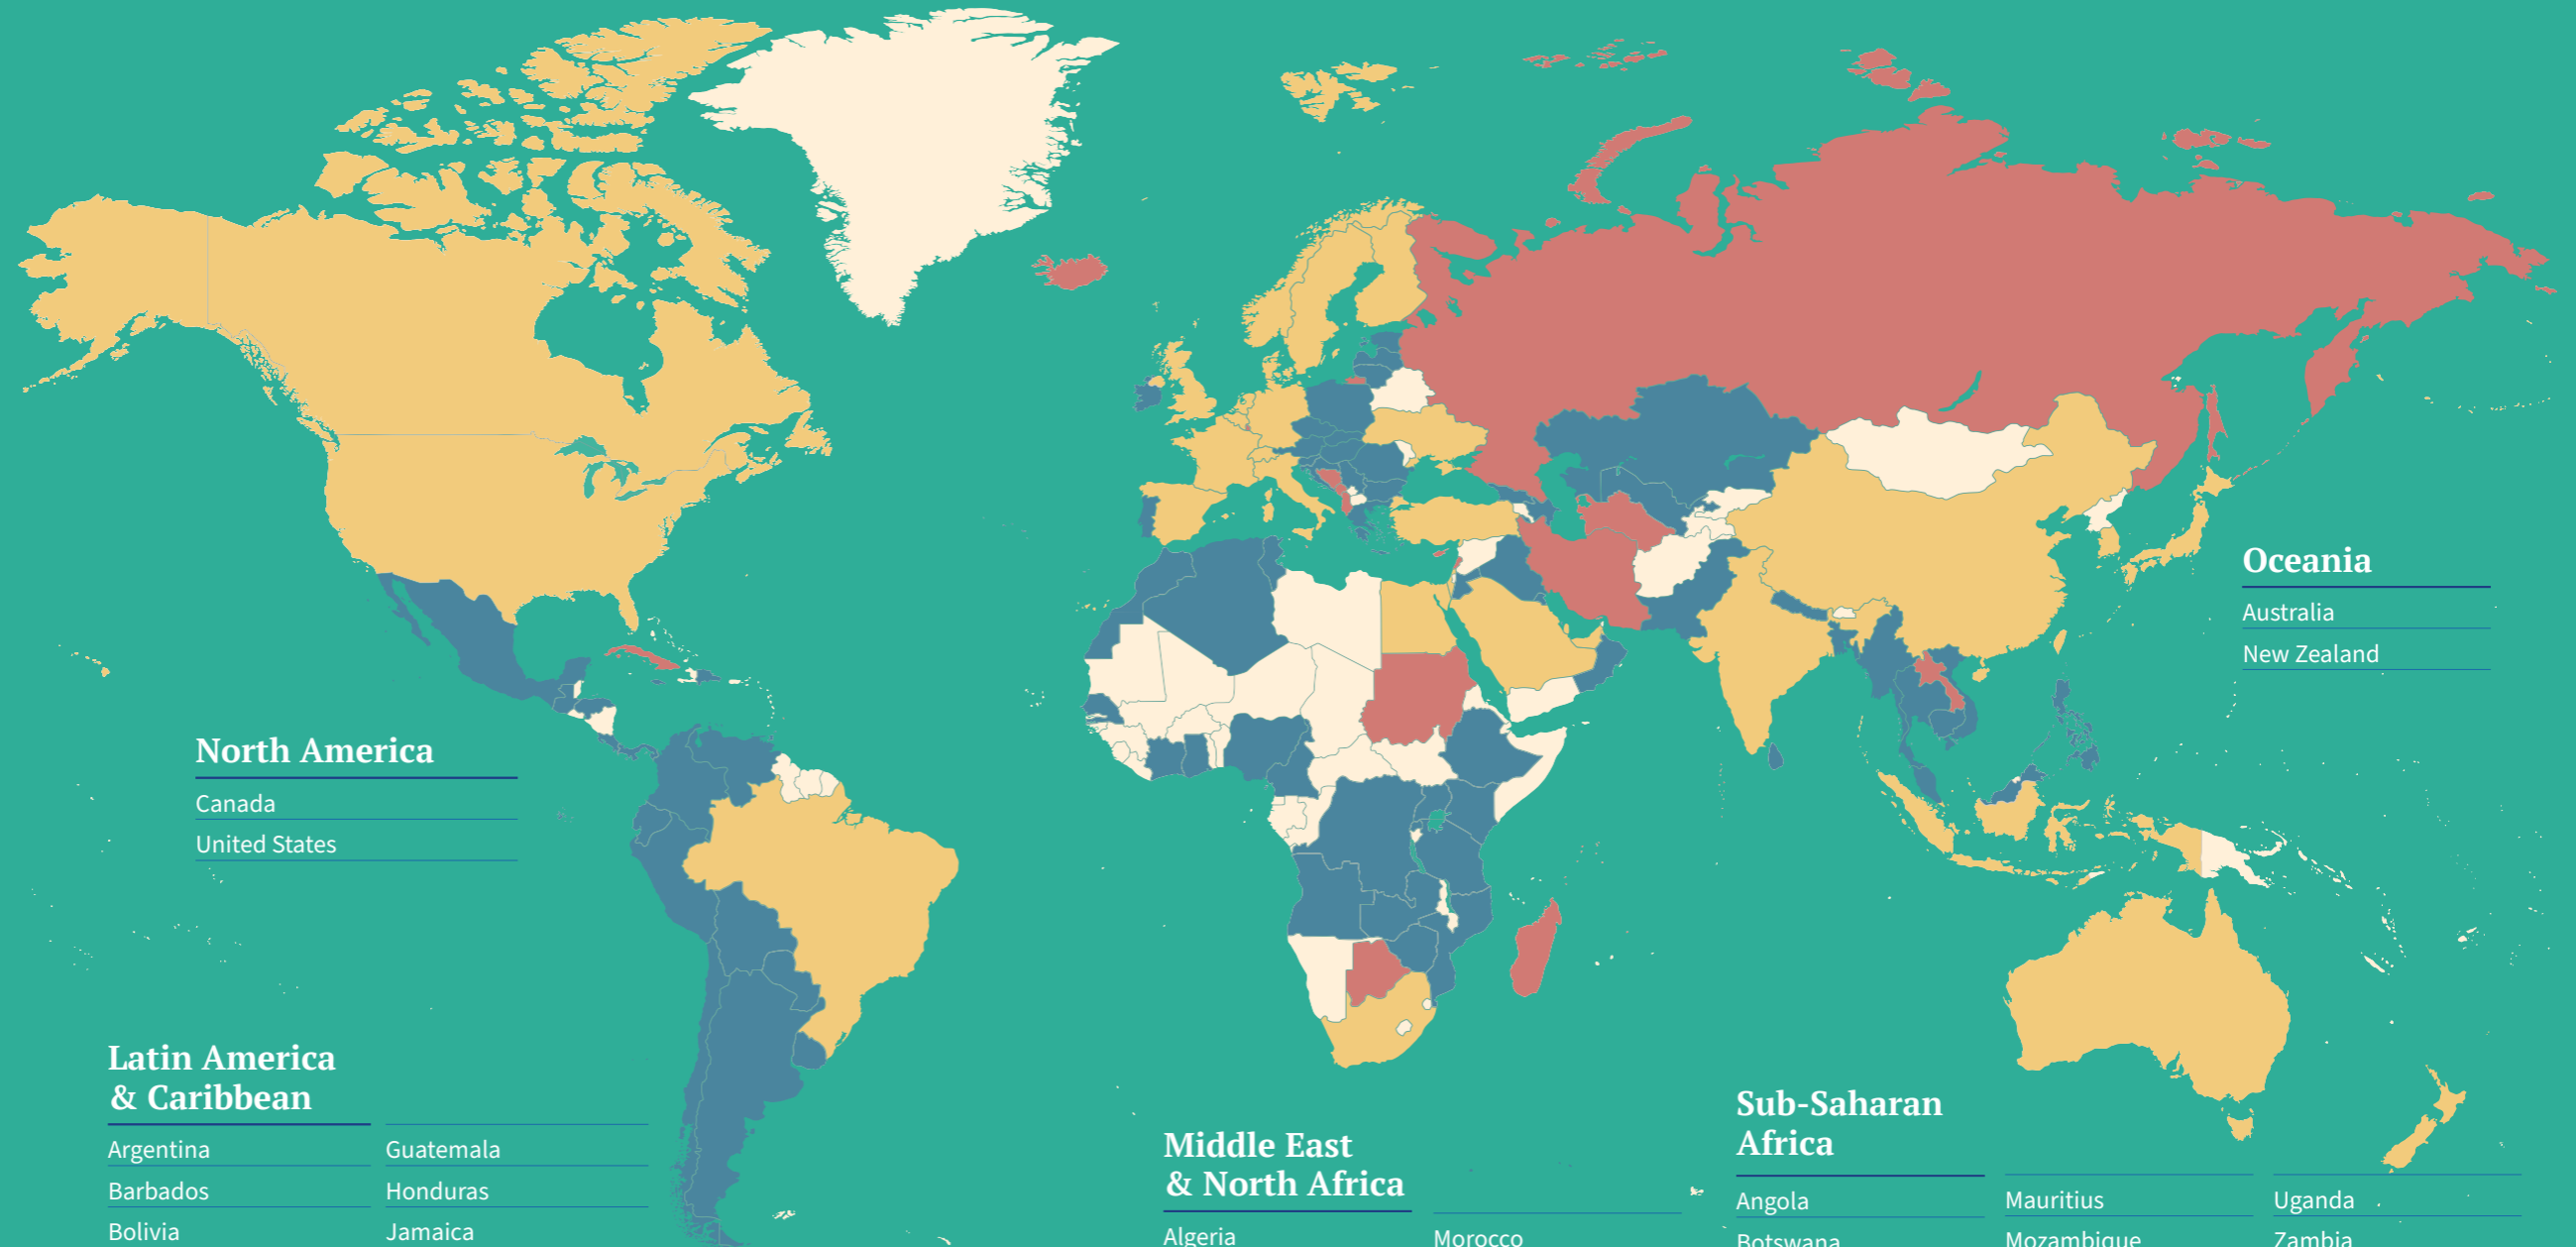 Oceania
Australia
New Zealand
North America
Canada
United States
Latin America
& Caribbean
Argentina
Barbados
Bolivia
Guatemala
Honduras
Jamaica
Middle East
& North Africa
Algeria
Morocco
Sub-Saharan
Africa
Angola
Botswana
Mauritius
Mozambique
Uganda
Zambia